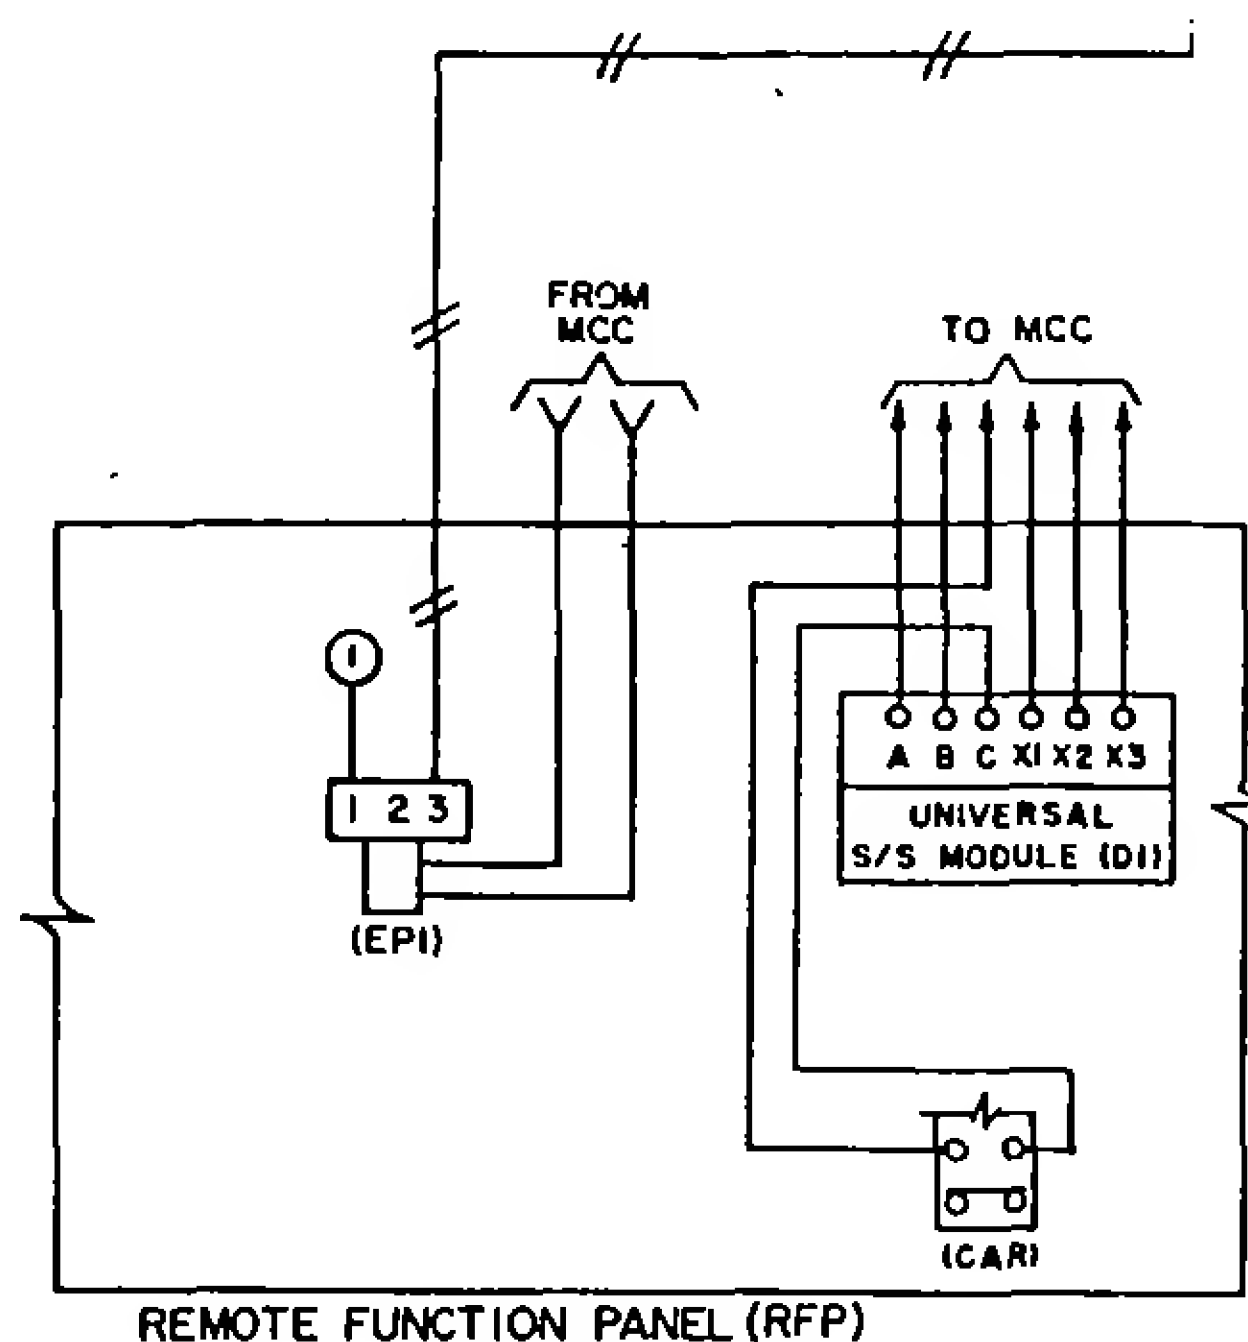 FROM
MCC
TO MCC
1
1 2 3
(EP1)
A B C X1 X2 X3
UNIVERSAL
S/S MODULE (D1)
(CAR)
REMOTE FUNCTION PANEL (RFP)